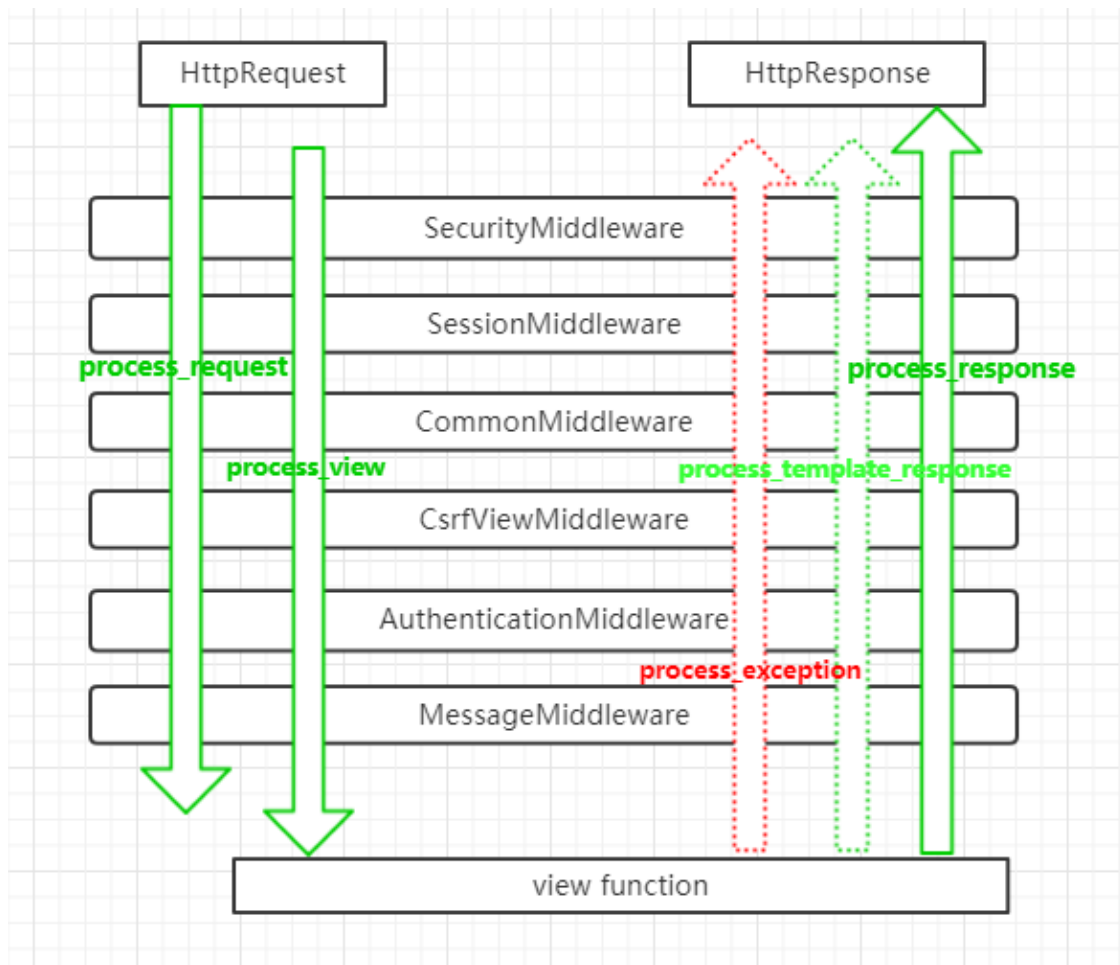 HttpRequest
HttpResponse
SecurityMiddleware
SessionMiddleware
process_request
process_response
CommonMiddleware
process_view
process_template_response
CsrfViewMiddleware
AuthenticationMiddleware
process_exception
MessageMiddleware
view function